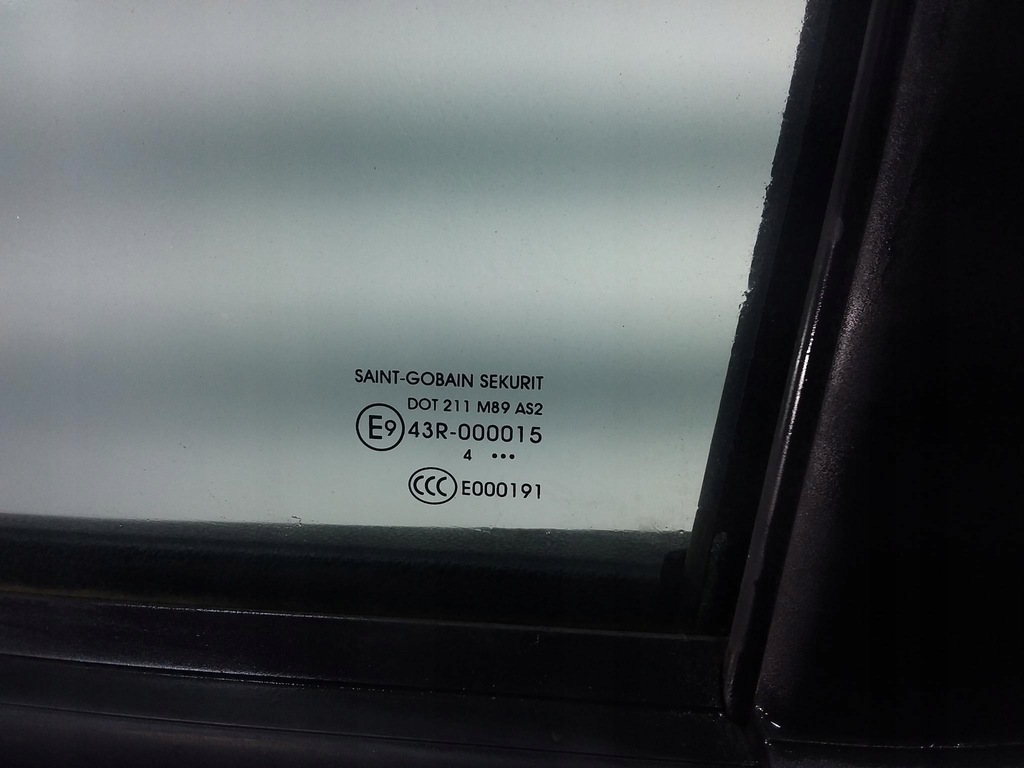 SAINT-GOBAIN SEKURIT
DOT 211 M89 AS2
E9 43R-000015
4 •••
CCC E000191